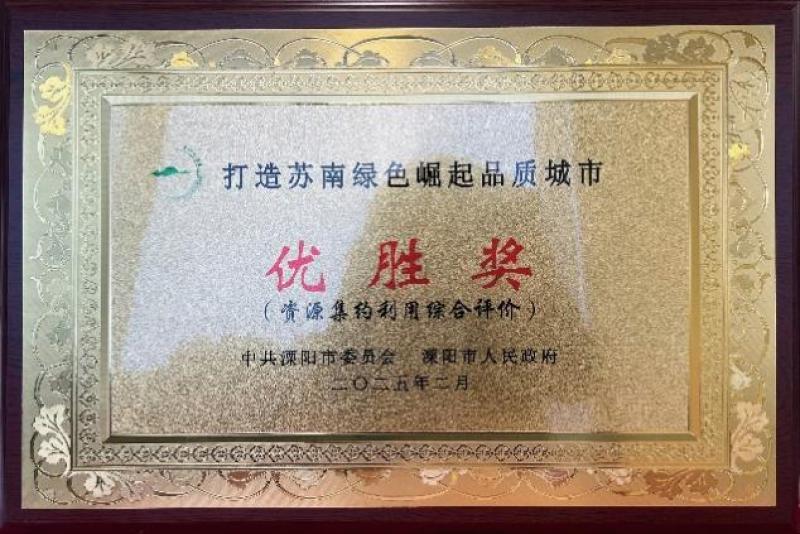 打造苏南绿色崛起品质城市
优胜奖
（资源集约利用综合评价）
中共溧阳市委员会 溧阳市人民政府
二〇二五年二月